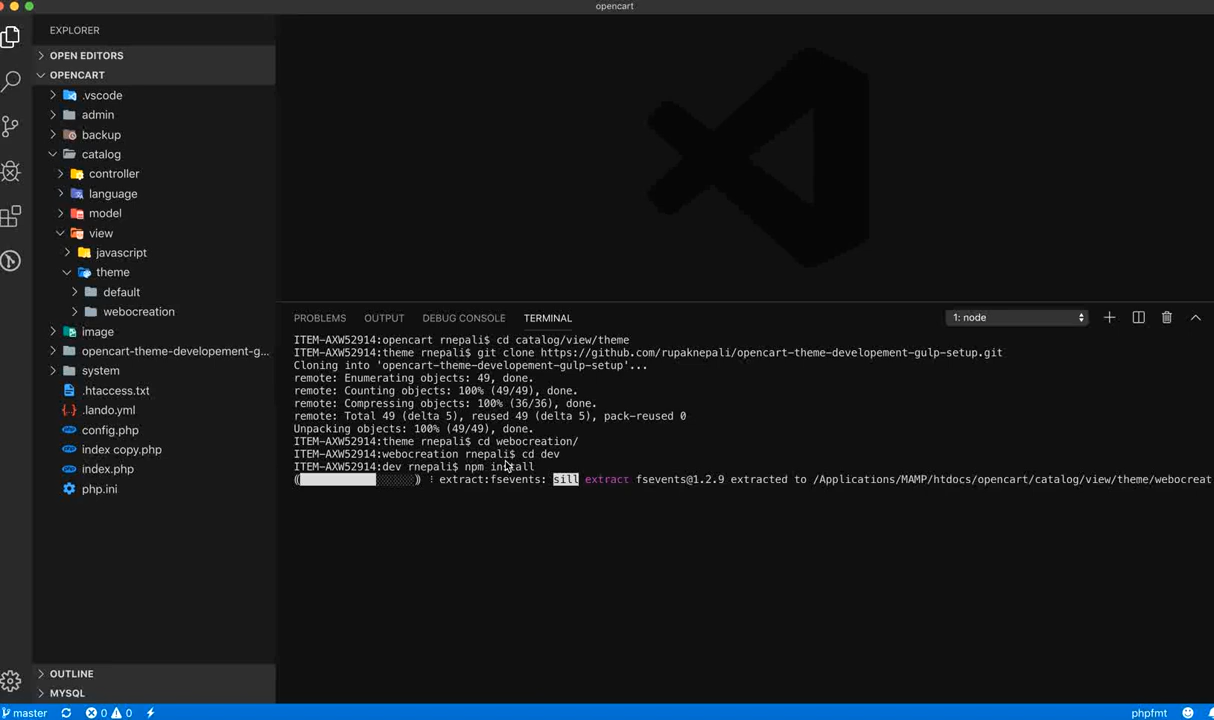 opencart
EXPLORER
OPEN EDITORS
OPENCART
.vscode
admin
backup
catalog
controller
language
model
view
javascript
theme
default
webocreation
image
opencart-theme-developement-g...
system
.htaccess.txt
.lando.yml
config.php
index copy.php
index.php
php.ini
OUTLINE
MYSQL
PROBLEMS OUTPUT DEBUG CONSOLE TERMINAL 1: node
ITEM-AXW52914:opencart rnepali$ cd catalog/view/theme
ITEM-AXW52914:theme rnepali$ git clone https://github.com/rupaknepali/opencart-theme-developement-gulp-setup.git
Cloning into 'opencart-theme-developement-gulp-setup'...
remote: Enumerating objects: 49, done.
remote: Counting objects: 100% (49/49), done.
remote: Compressing objects: 100% (36/36), done.
remote: Total 49 (delta 5), reused 49 (delta 5), pack-reused 0
Unpacking objects: 100% (49/49), done.
ITEM-AXW52914:theme rnepali$ cd webocreation/
ITEM-AXW52914:webocreation rnepali$ cd dev
ITEM-AXW52914:dev rnepali$ npm install
extract:fsevents: sill extract fsevents@1.2.9 extracted to /Applications/MAMP/htdocs/opencart/catalog/view/theme/webocreat
master 0 0 phpfmt